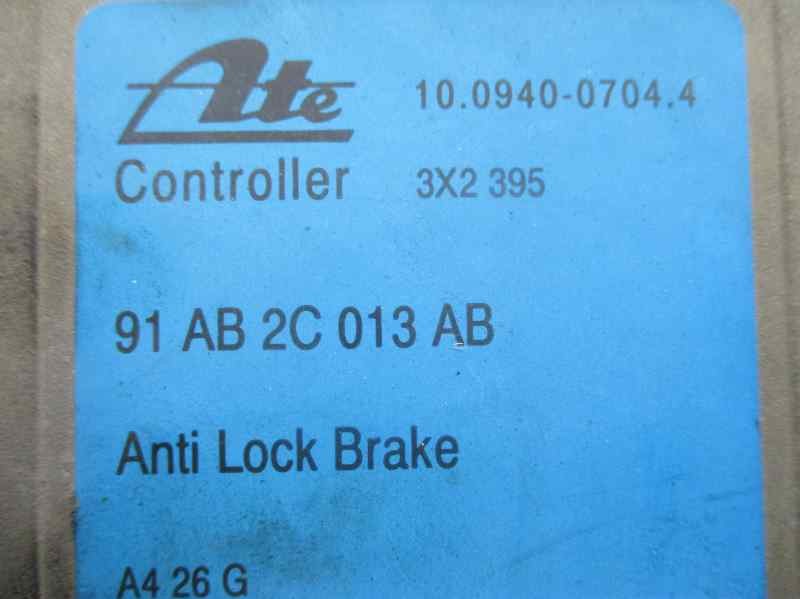 Ate 10.0940-0704.4
Controller 3X2 395
91 AB 2C 013 AB
Anti Lock Brake
A4 26 G